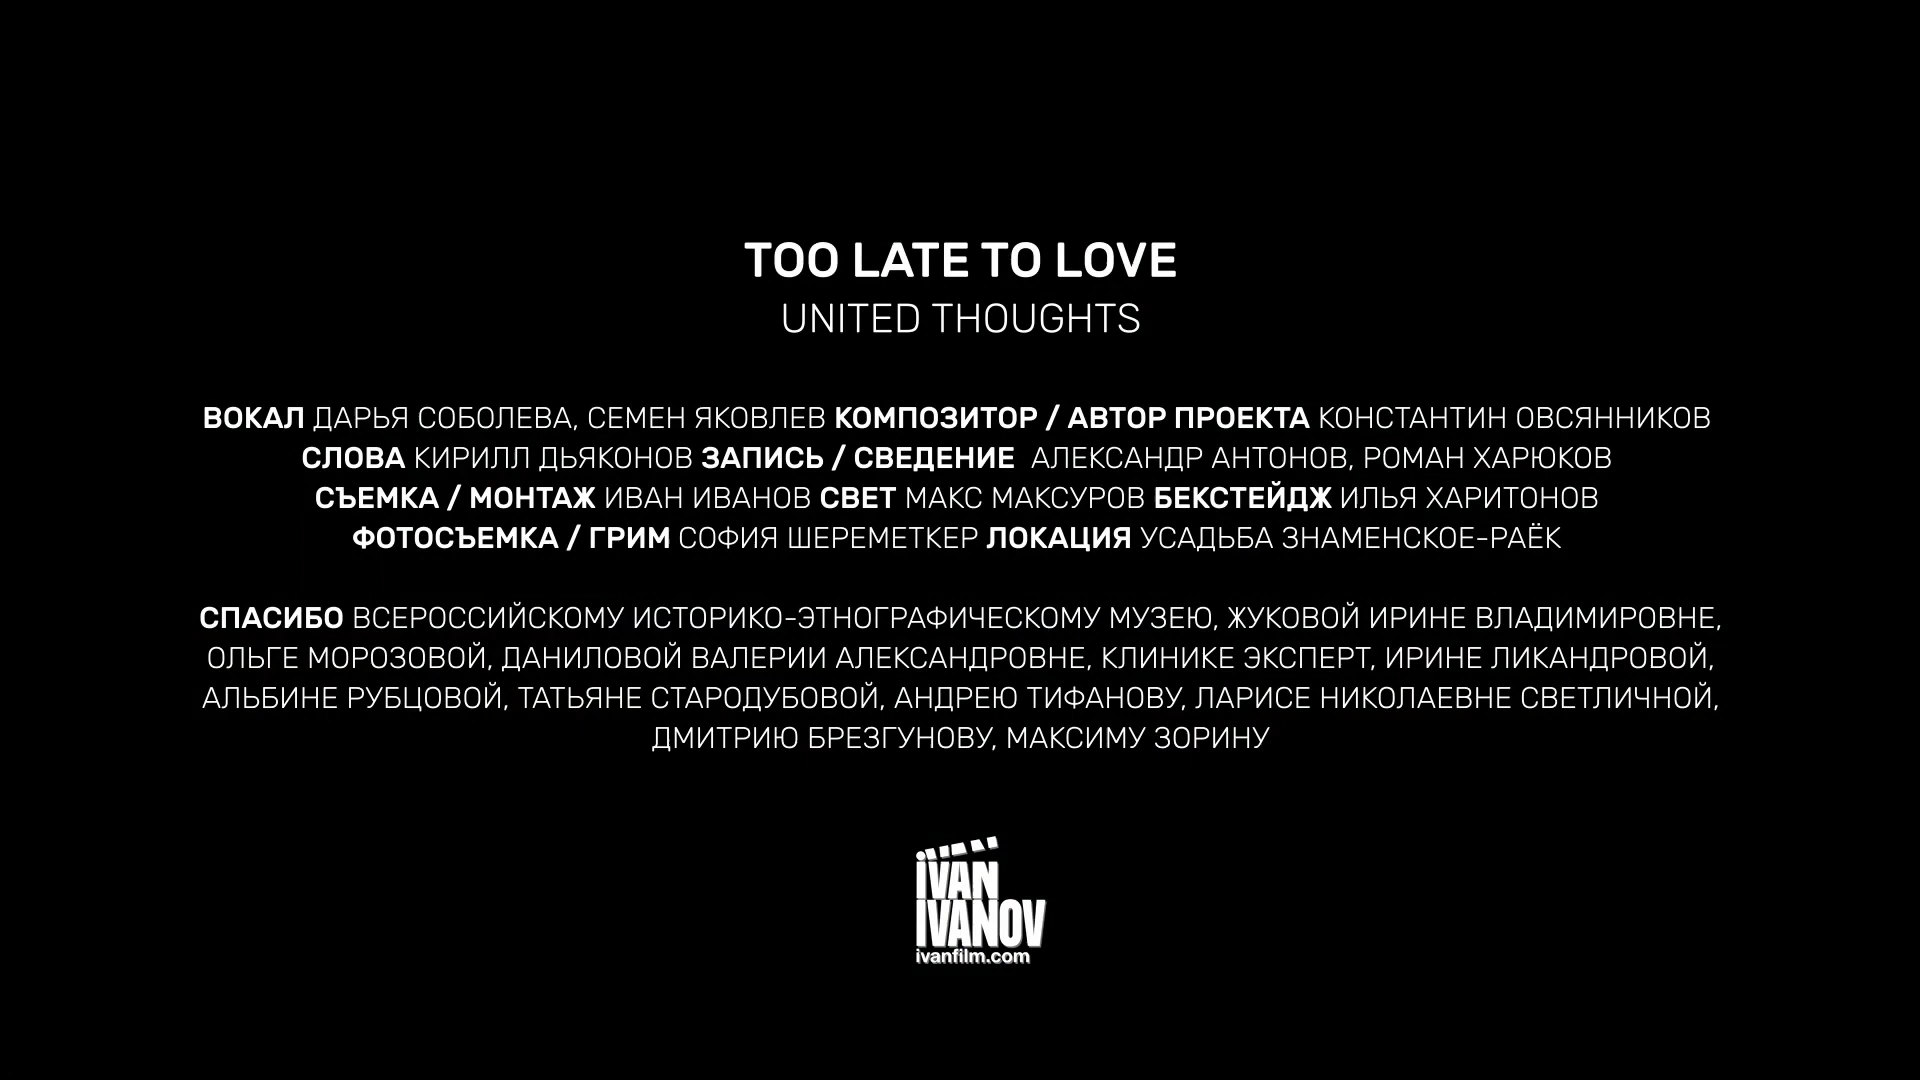 TOO LATE TO LOVE
UNITED THOUGHTS
ВОКАЛ ДАРЬЯ СОБОЛЕВА, СЕМЕН ЯКОВЛЕВ КОМПОЗИТОР / АВТОР ПРОЕКТА КОНСТАНТИН ОВСЯННИКОВ
СЛОВА КИРИЛЛ ДЬЯКОНОВ ЗАПИСЬ / СВЕДЕНИЕ АЛЕКСАНДР АНТОНОВ, РОМАН ХАРЮКОВ
СЪЕМКА / МОНТАЖ ИВАН ИВАНОВ СВЕТ МАКС МАКСУРОВ БЕКСТЕЙДЖ ИЛЬЯ ХАРИТОНОВ
ФОТОСЪЕМКА / ГРИМ СОФИЯ ШЕРЕМЕТКЕР ЛОКАЦИЯ УСАДЬБА ЗНАМЕНСКОЕ-РАЁК
СПАСИБО ВСЕРОССИЙСКОМУ ИСТОРИКО-ЭТНОГРАФИЧЕСКОМУ МУЗЕЮ, ЖУКОВОЙ ИРИНЕ ВЛАДИМИРОВНЕ,
ОЛЬГЕ МОРОЗОВОЙ, ДАНИЛОВОЙ ВАЛЕРИИ АЛЕКСАНДРОВНЕ, КЛИНИКЕ ЭКСПЕРТ, ИРИНЕ ЛИКАНДРОВОЙ,
АЛЬБИНЕ РУБЦОВОЙ, ТАТЬЯНЕ СТАРОДУБОВОЙ, АНДРЕЮ ТИФАНОВУ, ЛАРИСЕ НИКОЛАЕВНЕ СВЕТЛИЧНОЙ,
ДМИТРИЮ БРЕЗГУНОВУ, МАКСИМУ ЗОРИНУ
iVAN
IVANOV
ivanfilm.com